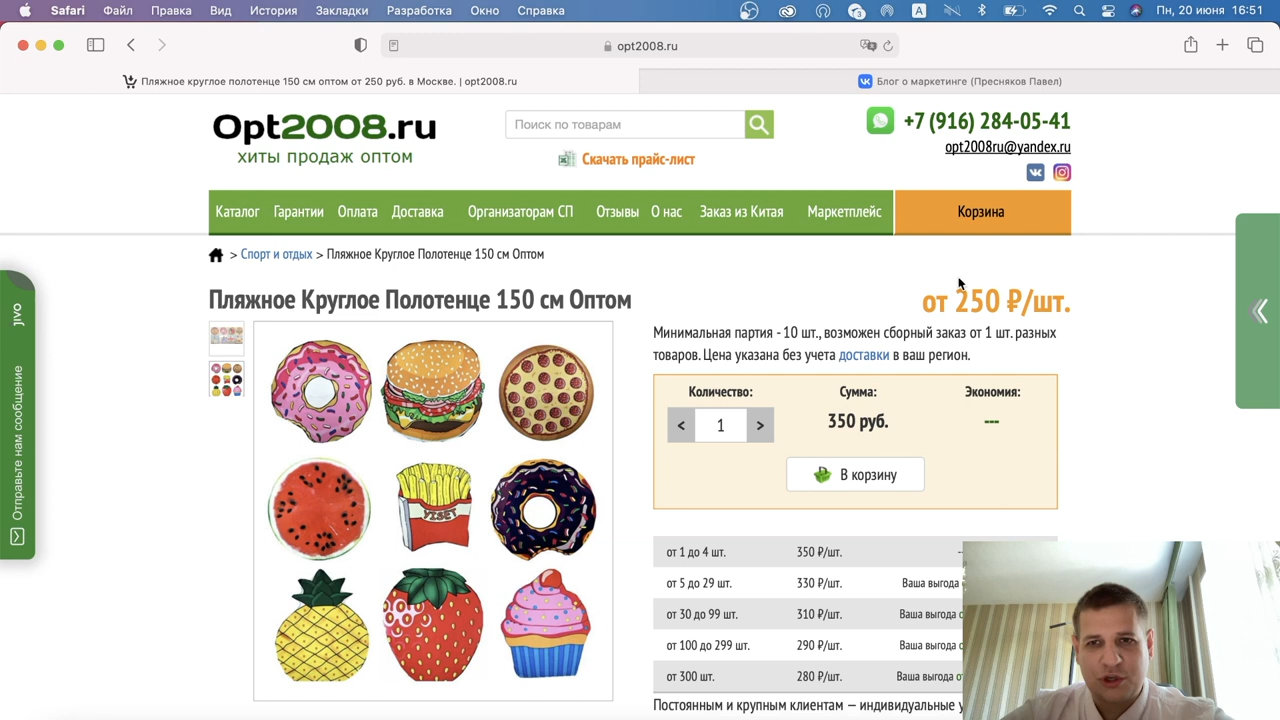 Safari Файл Правка Вид История Закладки Разработка Окно Справка
3 A Пн, 20 июня 16:51
opt2008.ru
Пляжное круглое полотенце 150 см оптом от 250 руб. в Москве. | opt2008.ru
Блог о маркетинге (Пресняков Павел)
Opt2008.ru
хиты продаж оптом
Поиск по товарам
Скачать прайс-лист
+7 (916) 284-05-41
opt2008ru@yandex.ru
Каталог Гарантии Оплата Доставка Организаторам СП Отзывы О нас Заказ из Китая Маркетплейс Корзина
> Спорт и отдых > Пляжное Круглое Полотенце 150 см Оптом
Пляжное Круглое Полотенце 150 см Оптом
от 250 ₽/шт.
Минимальная партия - 10 шт., возможен сборный заказ от 1 шт. разных
товаров. Цена указана без учета доставки в ваш регион.
Количество: Сумма: Экономия:
< 1 > 350 руб. ---
В корзину
от 1 до 4 шт. 350 ₽/шт.
от 5 до 29 шт. 330 ₽/шт. Ваша выгода
от 30 до 99 шт. 310 ₽/шт. Ваша выгода
от 100 до 299 шт. 290 ₽/шт. Ваша выгода
от 300 шт. 280 ₽/шт. Ваша выгода
Постоянным и крупным клиентам — индивидуальные
YISET
jivo
Отправьте нам сообщение